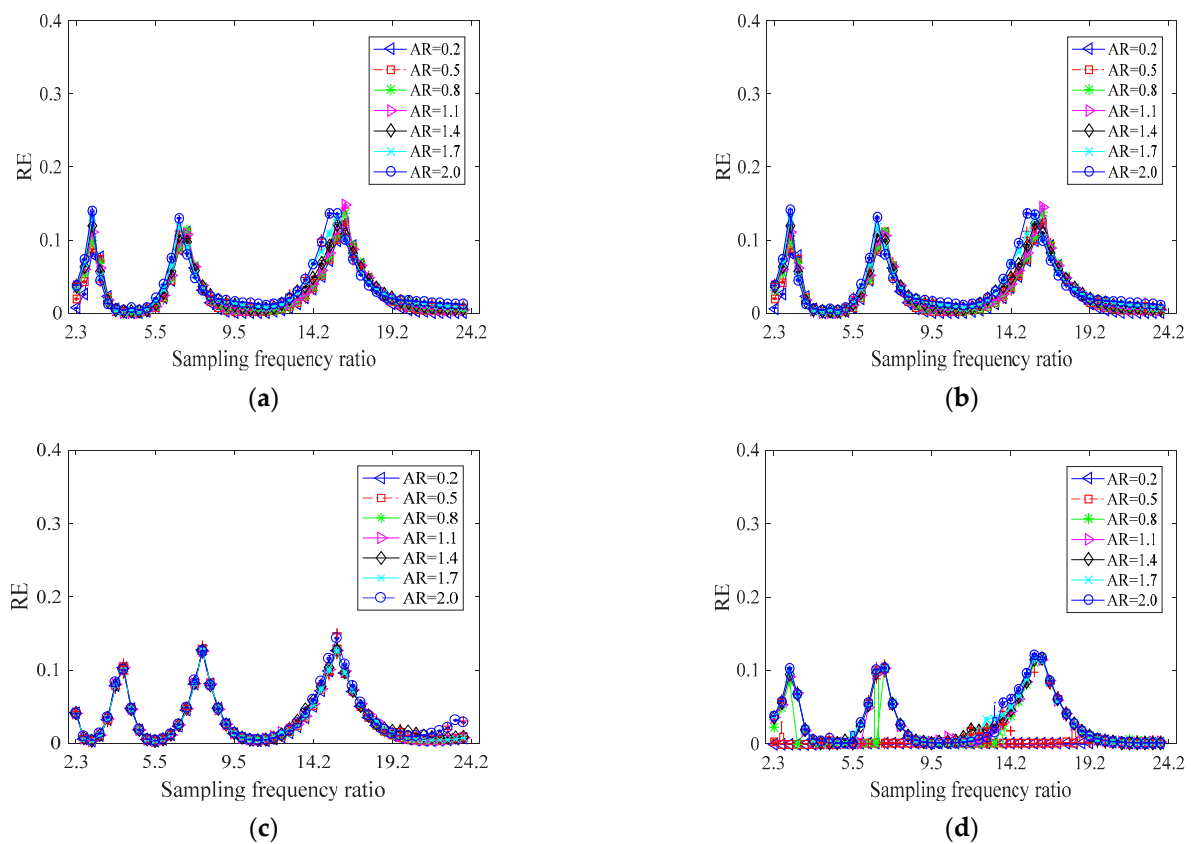 0.4
0.3
0.2
0.1
0
RE
2.3 5.5 9.5 14.2 19.2 24.2
Sampling frequency ratio
AR=0.2
AR=0.5
AR=0.8
AR=1.1
AR=1.4
AR=1.7
AR=2.0
(a)
0.4
0.3
0.2
0.1
0
RE
2.3 5.5 9.5 14.2 19.2 24.2
Sampling frequency ratio
AR=0.2
AR=0.5
AR=0.8
AR=1.1
AR=1.4
AR=1.7
AR=2.0
(b)
0.4
0.3
0.2
0.1
0
RE
2.3 5.5 9.5 14.2 19.2 24.2
Sampling frequency ratio
AR=0.2
AR=0.5
AR=0.8
AR=1.1
AR=1.4
AR=1.7
AR=2.0
(c)
0.4
0.3
0.2
0.1
0
RE
2.3 5.5 9.5 14.2 19.2 24.2
Sampling frequency ratio
AR=0.2
AR=0.5
AR=0.8
AR=1.1
AR=1.4
AR=1.7
AR=2.0
(d)